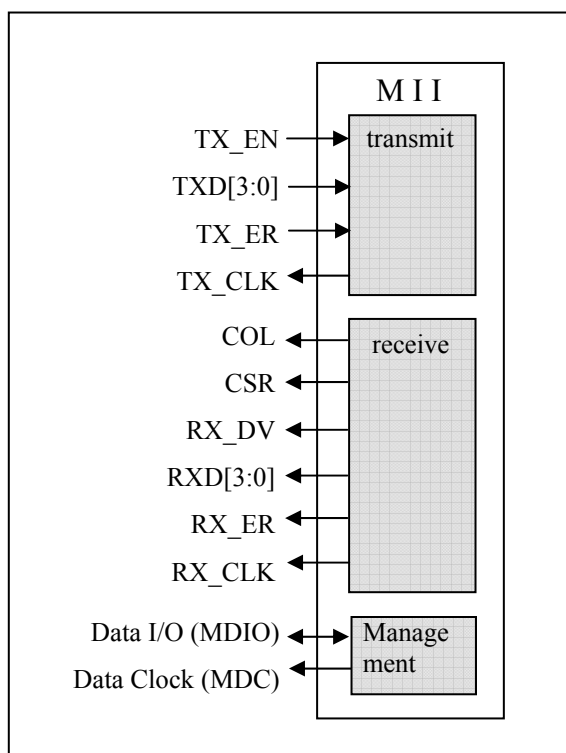 M I I
transmit
TX_EN
TXD[3:0]
TX_ER
TX_CLK
receive
COL
CSR
RX_DV
RXD[3:0]
RX_ER
RX_CLK
Data I/O (MDIO)
Data Clock (MDC)
Manage
ment